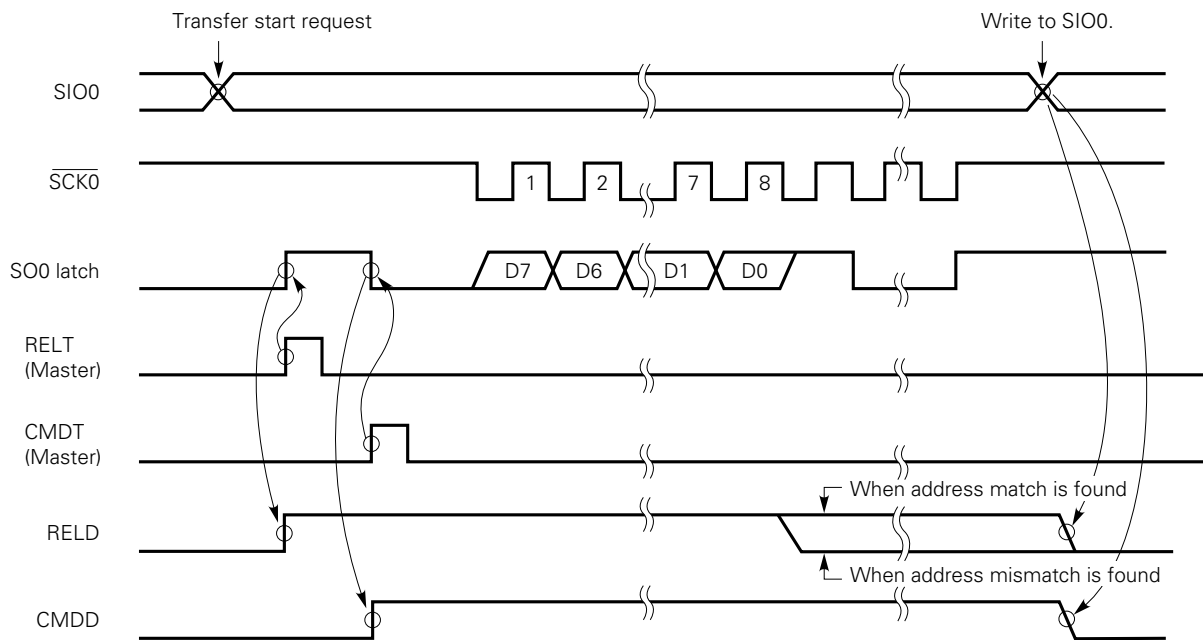 Transfer start request
Write to SIO0.
SIO0
SCK0
1 2 7 8
SO0 latch
D7 D6 D1 D0
RELT
(Master)
CMDT
(Master)
When address match is found
RELD
When address mismatch is found
CMDD